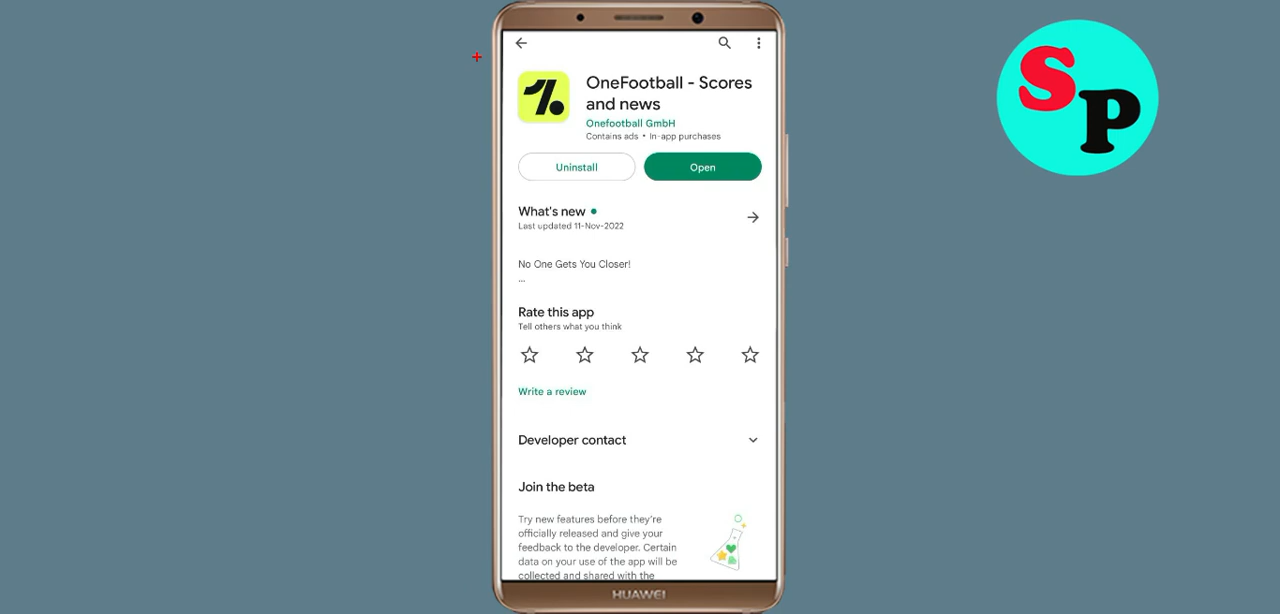 OneFootball - Scores
and news
Onefootball GmbH
Contains ads • In-app purchases
Uninstall
Open
What's new
Last updated 11-Nov-2022
No One Gets You Closer!
...
Rate this app
Tell others what you think
Write a review
Developer contact
Join the beta
Try new features before they're
officially released and give your
feedback to the developer. Certain
data on your use of the app will be
collected and shared with the
HUAWEI
SP